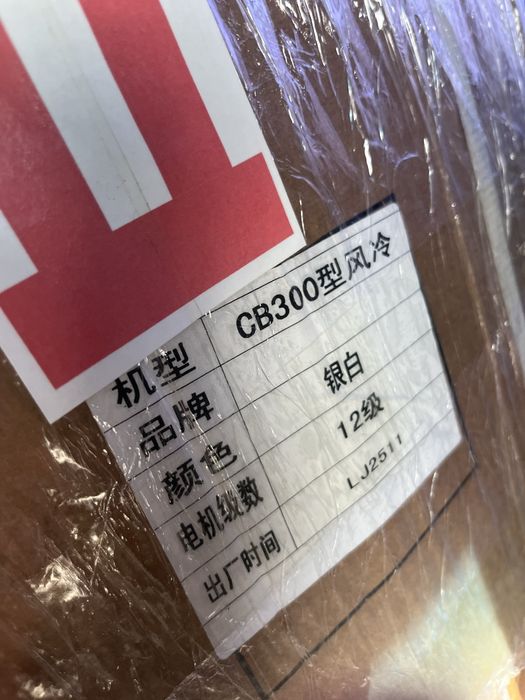 机型 CB300型风冷
品牌
颜色 银白
电机级数 12级
出厂时间 LJ2511